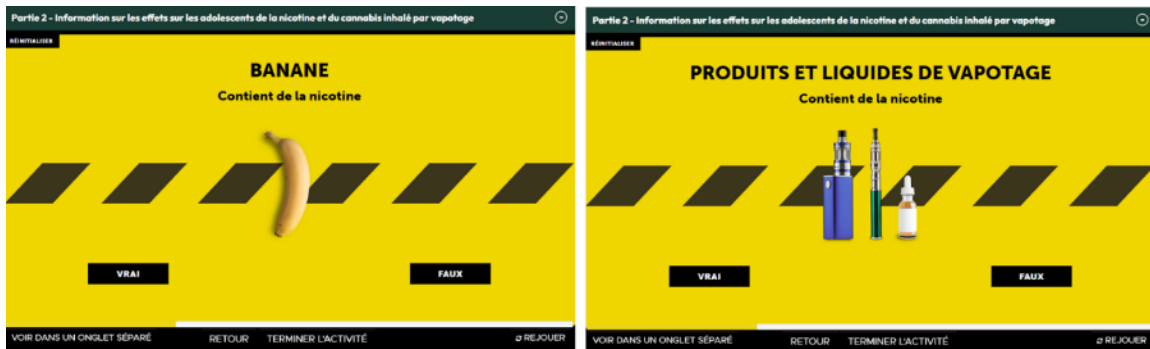 Partie 2 - Information sur les effets sur les adolescents de la nicotine et du cannabis inhalé par vapotage
RÉINITIALISER
BANANE
Contient de la nicotine
VRAI
FAUX
VOIR DANS UN ONGLET SÉPARÉ
RETOUR
TERMINER L'ACTIVITÉ
REJOUER
Partie 2 - Information sur les effets sur les adolescents de la nicotine et du cannabis inhalé par vapotage
RÉINITIALISER
PRODUITS ET LIQUIDES DE VAPOTAGE
Contient de la nicotine
VRAI
FAUX
VOIR DANS UN ONGLET SÉPARÉ
RETOUR
TERMINER L'ACTIVITÉ
REJOUER